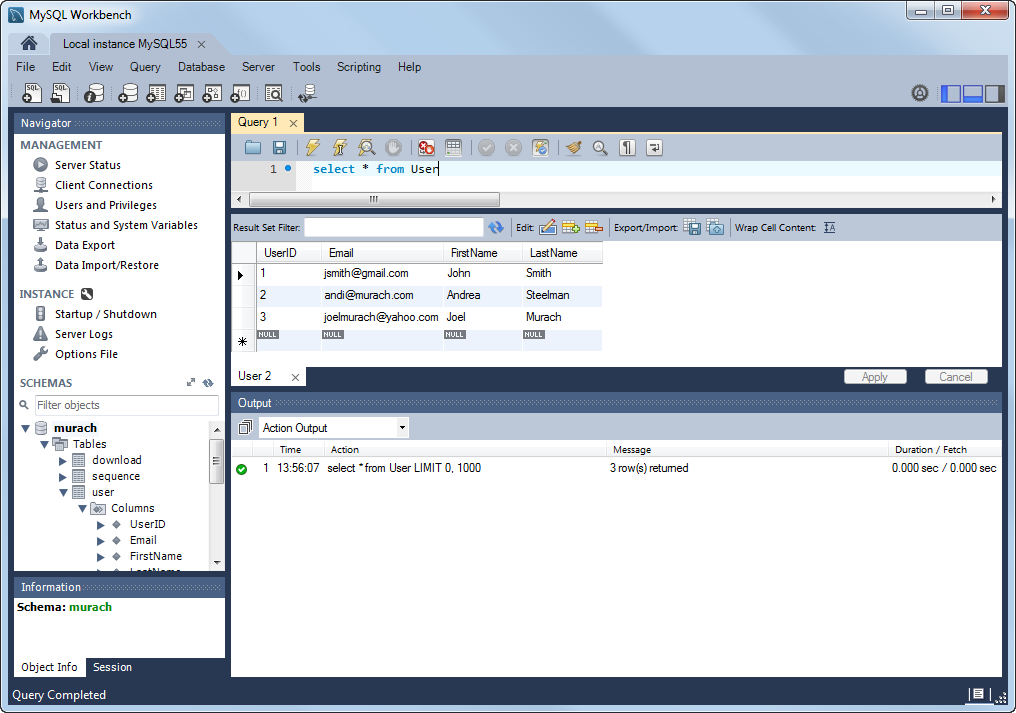 MySQL Workbench
Local instance MySQL55
File Edit View Query Database Server Tools Scripting Help
Navigator
MANAGEMENT
Server Status
Client Connections
Users and Privileges
Status and System Variables
Data Export
Data Import/Restore
INSTANCE
Startup / Shutdown
Server Logs
Options File
SCHEMAS
Filter objects
murach
Tables
download
sequence
user
Columns
UserID
Email
FirstName
LastName
Information
Schema: murach
Object Info Session
Query 1
1 select * from User
Result Set Filter: Edit: Export/Import: Wrap Cell Content: IA
UserID Email FirstName LastName
1 jsmith@gmail.com John Smith
2 andi@murach.com Andrea Steelman
3 joelmurach@yahoo.com Joel Murach
NULL NULL NULL NULL
User 2 Apply Cancel
Output
Action Output
Time Action Message Duration / Fetch
1 13:56:07 select * from User LIMIT 0, 1000 3 row(s) returned 0.000 sec / 0.000 sec
Query Completed